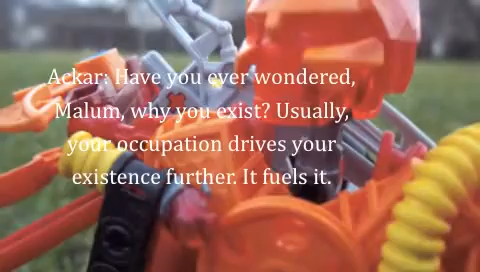 Ackar: Have you ever wondered,
Malum, why you exist? Usually,
your occupation drives your
existence further. It fuels it.